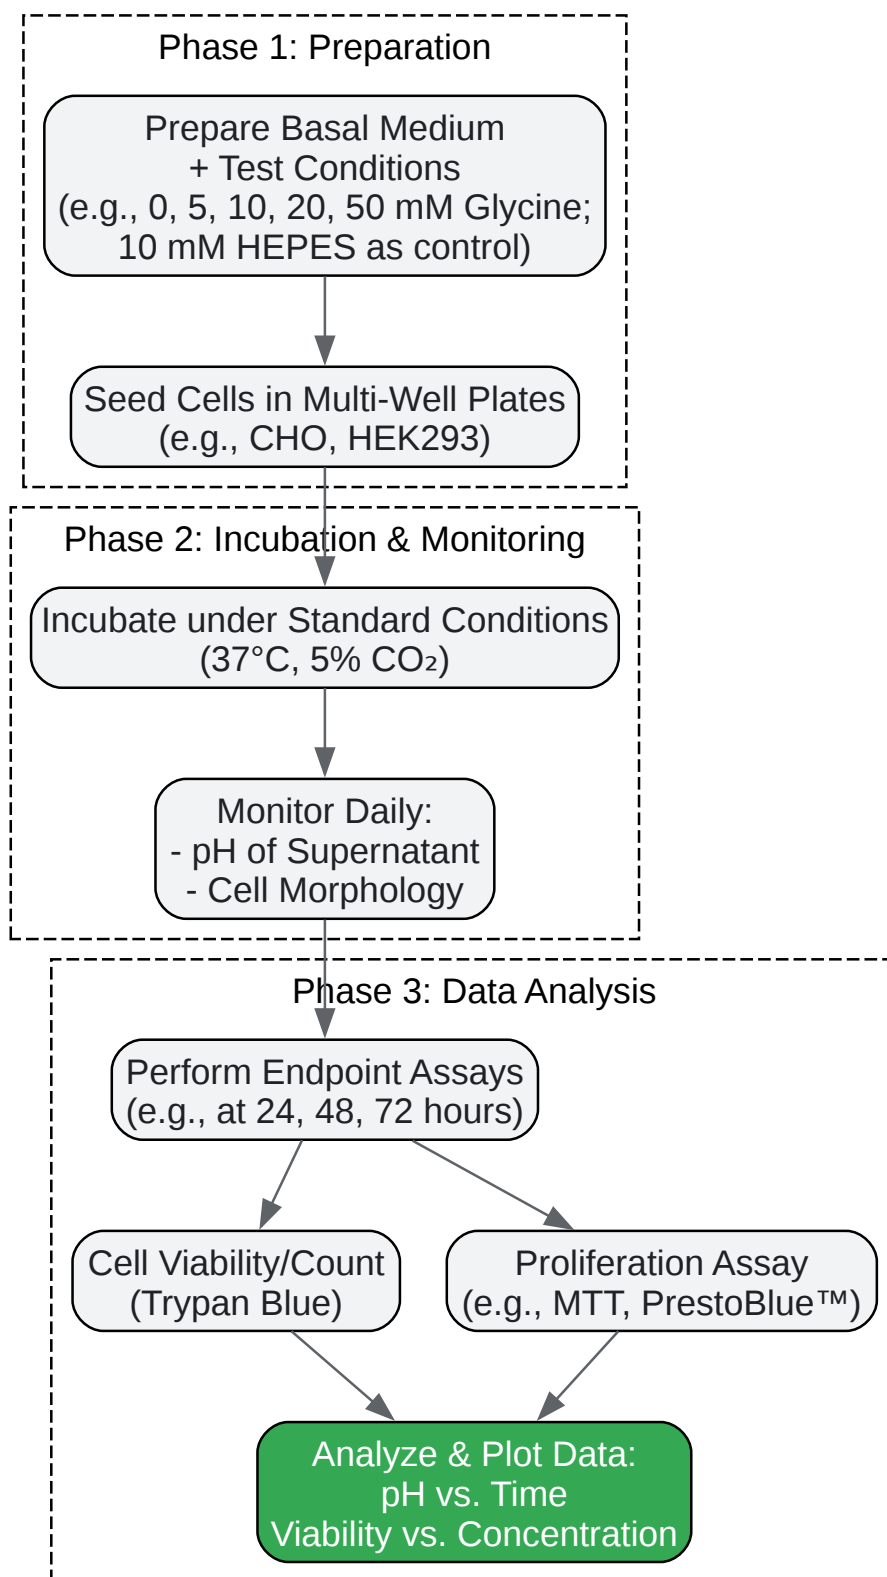 Phase 1: Preparation
Prepare Basal Medium
+ Test Conditions
(e.g., 0, 5, 10, 20, 50 mM Glycine;
10 mM HEPES as control)
Seed Cells in Multi-Well Plates
(e.g., CHO, HEK293)
Phase 2: Incubation & Monitoring
Incubate under Standard Conditions
(37°C, 5% CO₂)
Monitor Daily:
- pH of Supernatant
- Cell Morphology
Phase 3: Data Analysis
Perform Endpoint Assays
(e.g., at 24, 48, 72 hours)
Cell Viability/Count
(Trypan Blue)
Proliferation Assay
(e.g., MTT, PrestoBlue™)
Analyze & Plot Data:
pH vs. Time
Viability vs. Concentration